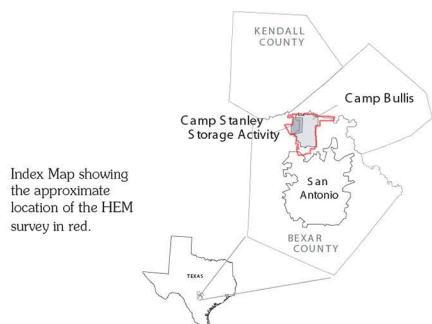 KENDALL
COUNTY
Camp Bullis
Camp Stanley
Storage Activity
Index Map showing
the approximate
location of the HEM
survey in red.
San
Antonio
BEXAR
COUNTY
TEXAS